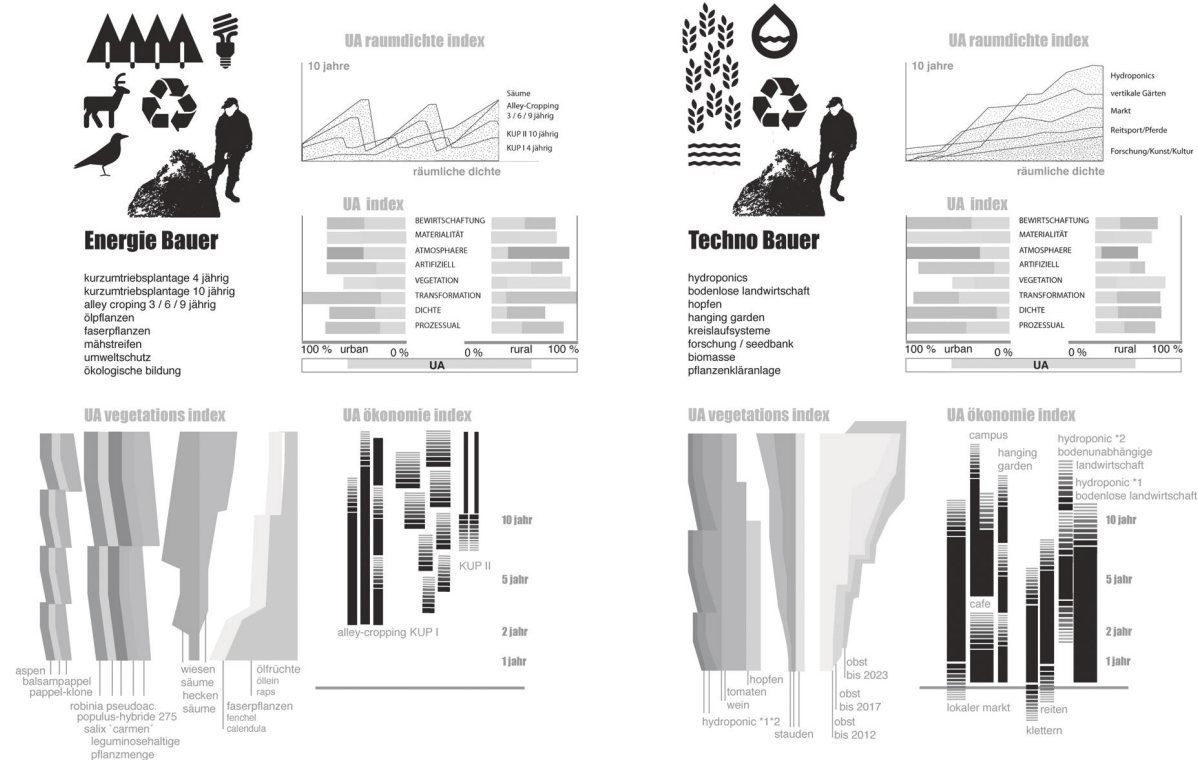 UA raumdichte index
10 jahre
Säume
Alley-Cropping
3 / 6 / 9 jährig
KUP II 10 jährig
KUP I 4 jährig
räumliche dichte
Energie Bauer
kurzumtriebsplantage 4 jährig
kurzumtriebsplantage 10 jährig
alley croping 3 / 6 / 9 jährig
ölpflanzen
faserpflanzen
mähstreifen
umweltschutz
ökologische bildung
UA index
BEWIRTSCHAFTUNG
MATERIALITÄT
ATMOSPHAERE
ARTIFIZIELL
VEGETATION
TRANSFORMATION
DICHTE
PROZESSUAL
100 % urban 0 % 0 % rural 100 %
UA
UA vegetations index
aspen
balsampappel
pappel-klone
robinia pseudoac.
populus-hybride 275
salix `carmen`
leguminosehaltige
pflanzmenge
wiesen
säume
hecken
säume
ölfrüchte
öllein
raps
faserpflanzen
fenchel
calendula
UA ökonomie index
10 jahr
KUP II
5 jahr
alley-cropping KUP I
2 jahr
1 jahr
UA raumdichte index
10 jahre
Hydroponics
vertikale Gärten
Markt
Reitsport/Pferde
Forschung/Kunst/Kultur
räumliche dichte
Techno Bauer
hydroponics
bodenlose landwirtschaft
hopfen
hanging garden
kreislaufsysteme
forschung / seedbank
biomasse
pflanzenkläranlage
UA index
BEWIRTSCHAFTUNG
MATERIALITÄT
ATMOSPHAERE
ARTIFIZIELL
VEGETATION
TRANSFORMATION
DICHTE
PROZESSUAL
100 % urban 0 % 0 % rural 100 %
UA
UA vegetations index
hopfen
tomaten
wein
hydroponic *1*2
stauden
obst
bis 2023
obst
bis 2017
obst
bis 2012
UA ökonomie index
campus
hanging
garden
hydroponic *2
bodenunabhängige
landwirtschaft
hydroponic *1
bodenlose landwirtschaft
10 jahr
5 jahr
cafe
2 jahr
1 jahr
lokaler markt
reiten
klettern